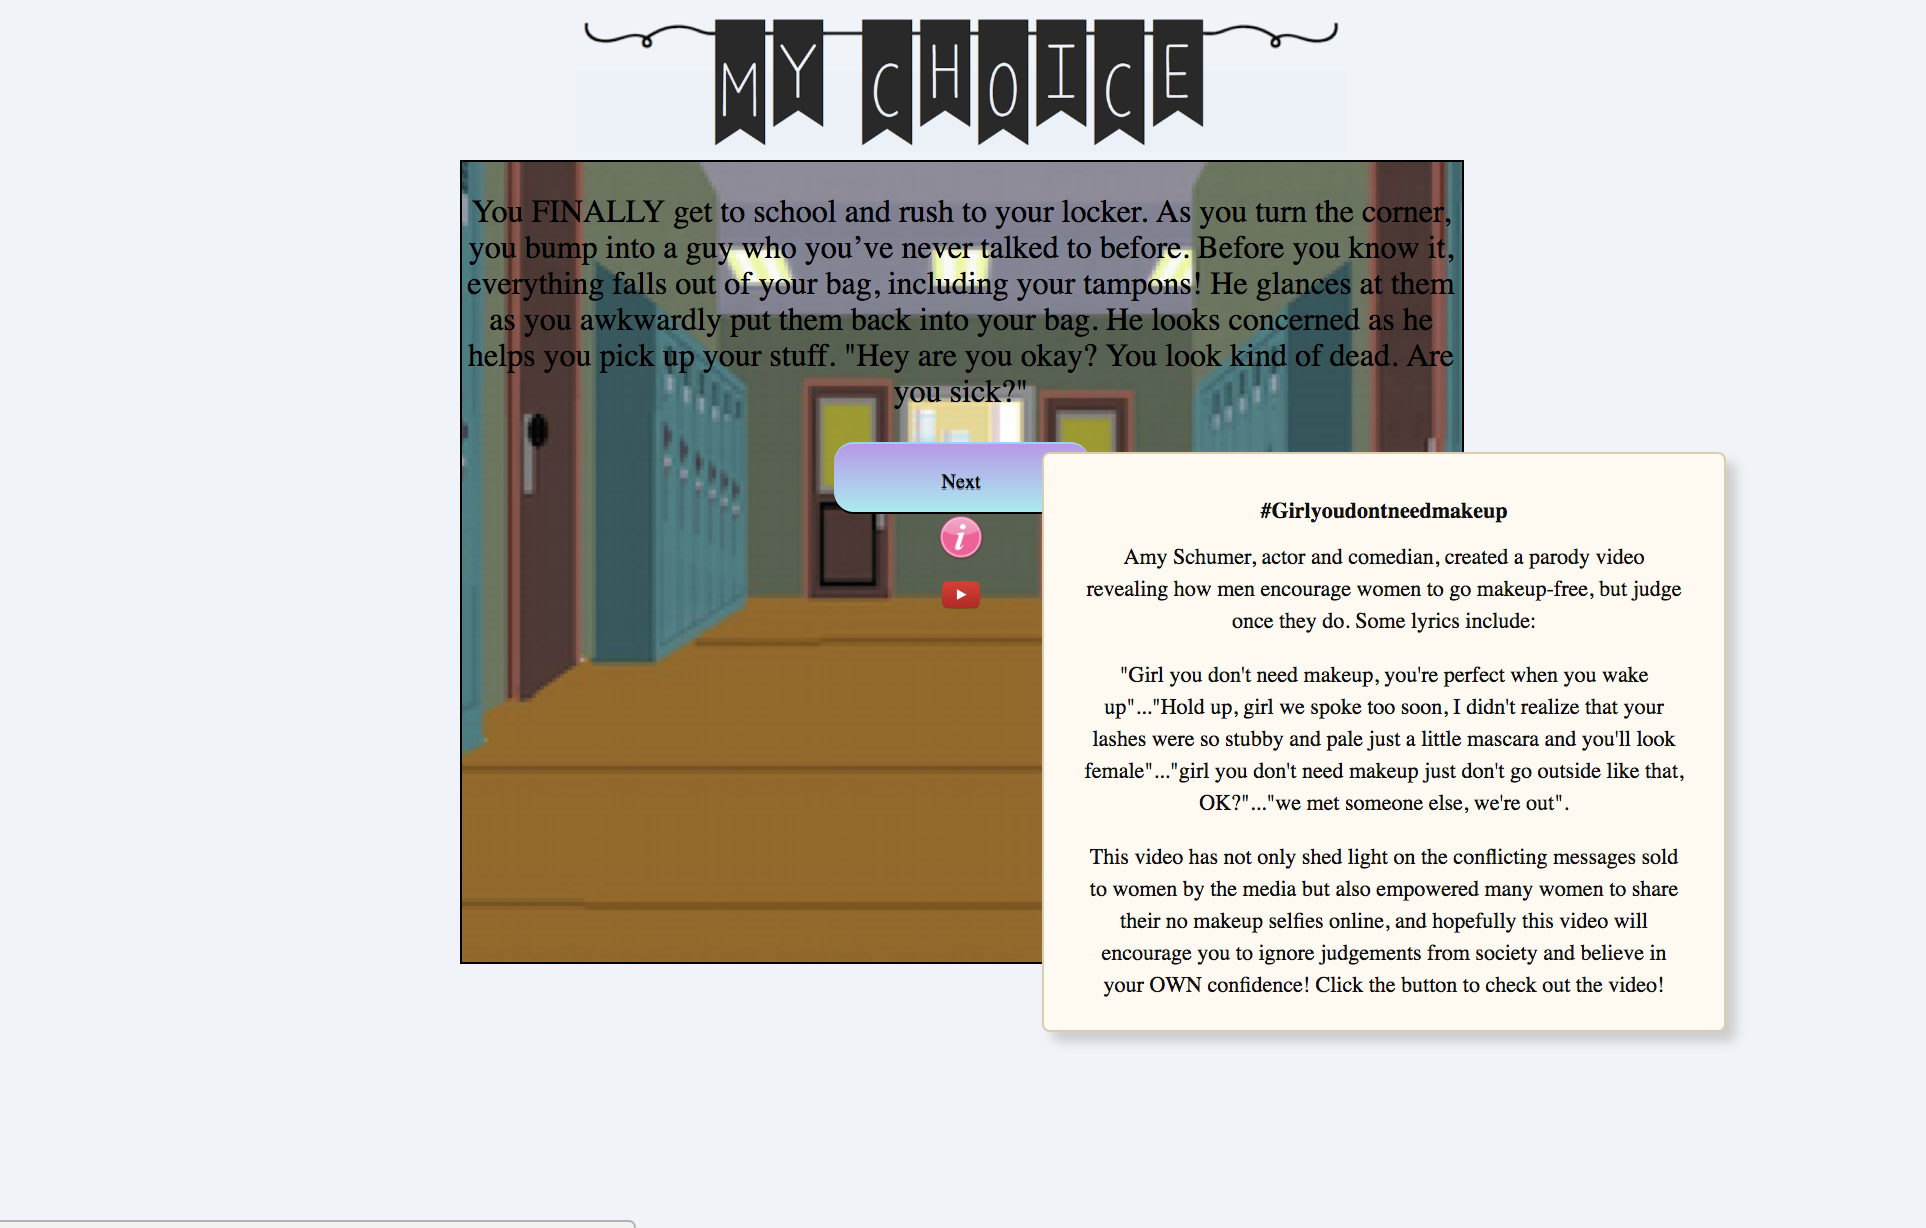 MY CHOICE
You FINALLY get to school and rush to your locker. As you turn the corner,
you bump into a guy who you’ve never talked to before. Before you know it,
everything falls out of your bag, including your tampons! He glances at them
as you awkwardly put them back into your bag. He looks concerned as he
helps you pick up your stuff. "Hey are you okay? You look kind of dead. Are
you sick?"
Next
i
#Girlyoudontneedmakeup
Amy Schumer, actor and comedian, created a parody video
revealing how men encourage women to go makeup-free, but judge
once they do. Some lyrics include:
"Girl you don't need makeup, you're perfect when you wake
up"..."Hold up, girl we spoke too soon, I didn't realize that your
lashes were so stubby and pale just a little mascara and you'll look
female"..."girl you don't need makeup just don't go outside like that,
OK?"..."we met someone else, we're out".
This video has not only shed light on the conflicting messages sold
to women by the media but also empowered many women to share
their no makeup selfies online, and hopefully this video will
encourage you to ignore judgements from society and believe in
your OWN confidence! Click the button to check out the video!